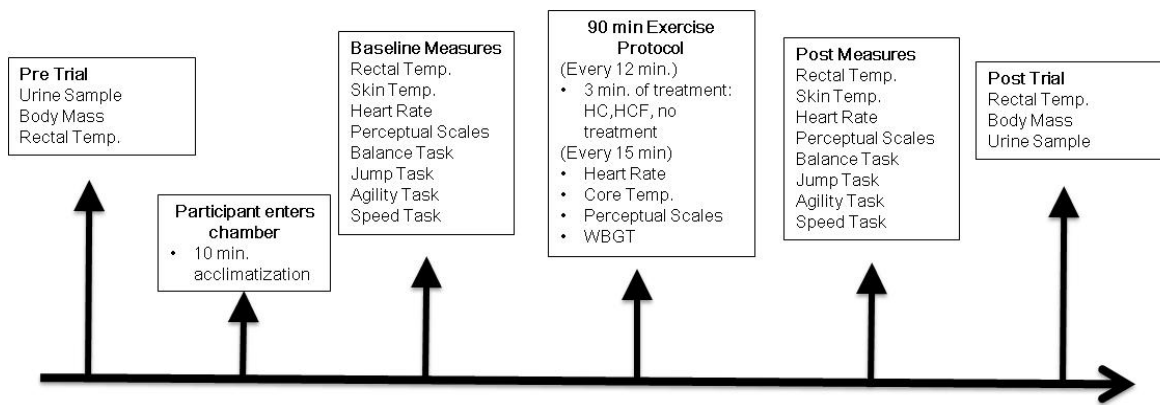 Pre Trial
Urine Sample
Body Mass
Rectal Temp.
Participant enters
chamber
• 10 min.
acclimatization
Baseline Measures
Rectal Temp.
Skin Temp.
Heart Rate
Perceptual Scales
Balance Task
Jump Task
Agility Task
Speed Task
90 min Exercise
Protocol
(Every 12 min.)
• 3 min. of treatment:
HC,HCF, no
treatment
(Every 15 min)
• Heart Rate
• Core Temp.
• Perceptual Scales
• WBGT
Post Measures
Rectal Temp.
Skin Temp.
Heart Rate
Perceptual Scales
Balance Task
Jump Task
Agility Task
Speed Task
Post Trial
Rectal Temp.
Body Mass
Urine Sample